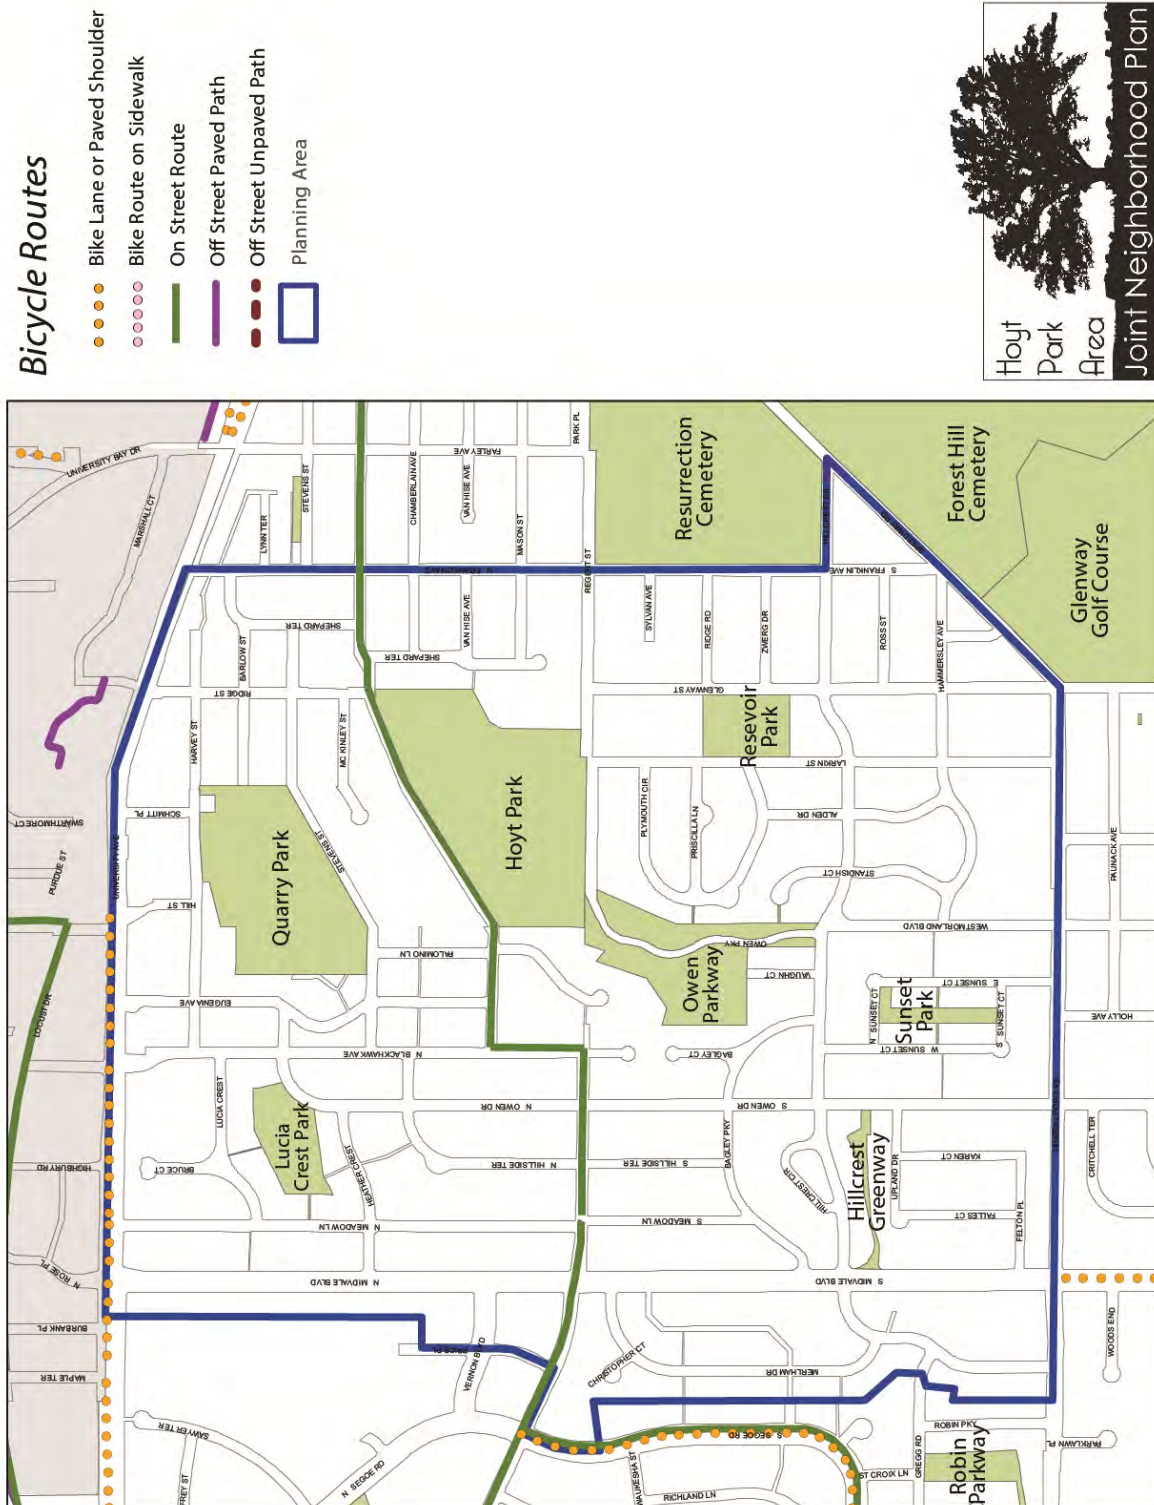 Bicycle Routes
Bike Lane or Paved Shoulder
Bike Route on Sidewalk
On Street Route
Off Street Paved Path
Off Street Unpaved Path
Planning Area
Hoyt
Park
Area
Joint Neighborhood Plan
UNIVERSITY BAY DR
MARSHALL CT
LYNN TER
STEVENS ST
CHAMBERLAIN AVE
FARLEY AVE
VAN HISE AVE
MASON ST
PARK PL
REGENT ST
Resurrection
Cemetery
Forest Hill
Cemetery
Glenway
Golf Course
N FRANKLIN AVE
S FRANKLIN AVE
SHEPARD TER
BARLOW ST
RIDGE ST
HARVEY ST
MC KINLEY ST
SHEPARD TER
VAN HISE AVE
SYLVAN AVE
RIDGE RD
ZWERG DR
ROSS ST
HAMMERSLEY AVE
GLENWAY ST
Resevoir
Park
LARKIN ST
SWARTHMORE CT
PURDUE ST
SCHMITT PL
UNIVERSITY AVE
HILL ST
Quarry Park
STEVENS ST
Hoyt Park
PLYMOUTH CIR
PRISCILLA LN
ALDEN DR
STANDISH CT
PAUNACK AVE
WESTMORLAND BLVD
OWEN PKY
Owen
Parkway
VAUGHN CT
LOCUST DR
EUGENIA AVE
PALOMINO LN
N BLACKHAWK AVE
BAGLEY CT
N SUNSET CT
E SUNSET CT
Sunset
Park
S SUNSET CT
W SUNSET CT
HOLLY AVE
LUCIA CREST
Lucia
Crest Park
N OWEN DR
S OWEN DR
HIGHBURY RD
BRUCE CT
HEATHER CREST
N HILLSIDE TER
S HILLSIDE TER
BAGLEY PKY
HILLCREST CIR
Hillcrest
Greenway
UPLAND DR
KAREN CT
CRITCHELL TER
N MEADOW LN
S MEADOW LN
FALLES CT
FELTON PL
N ROSE PL
N MIDVALE BLVD
S MIDVALE BLVD
BURBANK PL
PRICE PL
VERNON BLVD
CHRISTOPHER CT
MERLHAM DR
WOODS END
MAPLE TER
SAWYER TER
N SEGOE RD
S SEGOE RD
ROBIN PKY
GREGG RD
PARKLAWN PL
ST CROIX LN
Robin
Parkway
RICHLAND LN